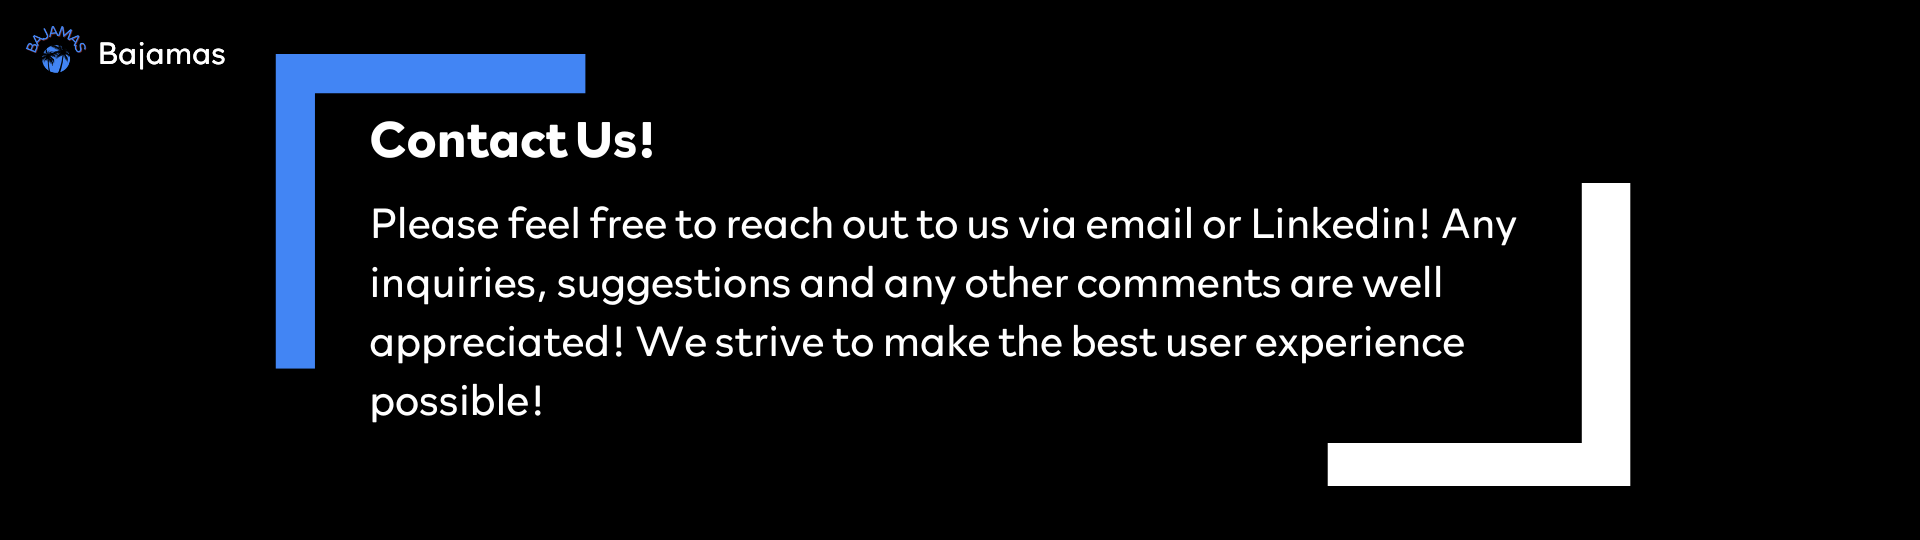 BAJAMAS
Bajamas
Contact Us!
Please feel free to reach out to us via email or Linkedin! Any
inquiries, suggestions and any other comments are well
appreciated! We strive to make the best user experience
possible!